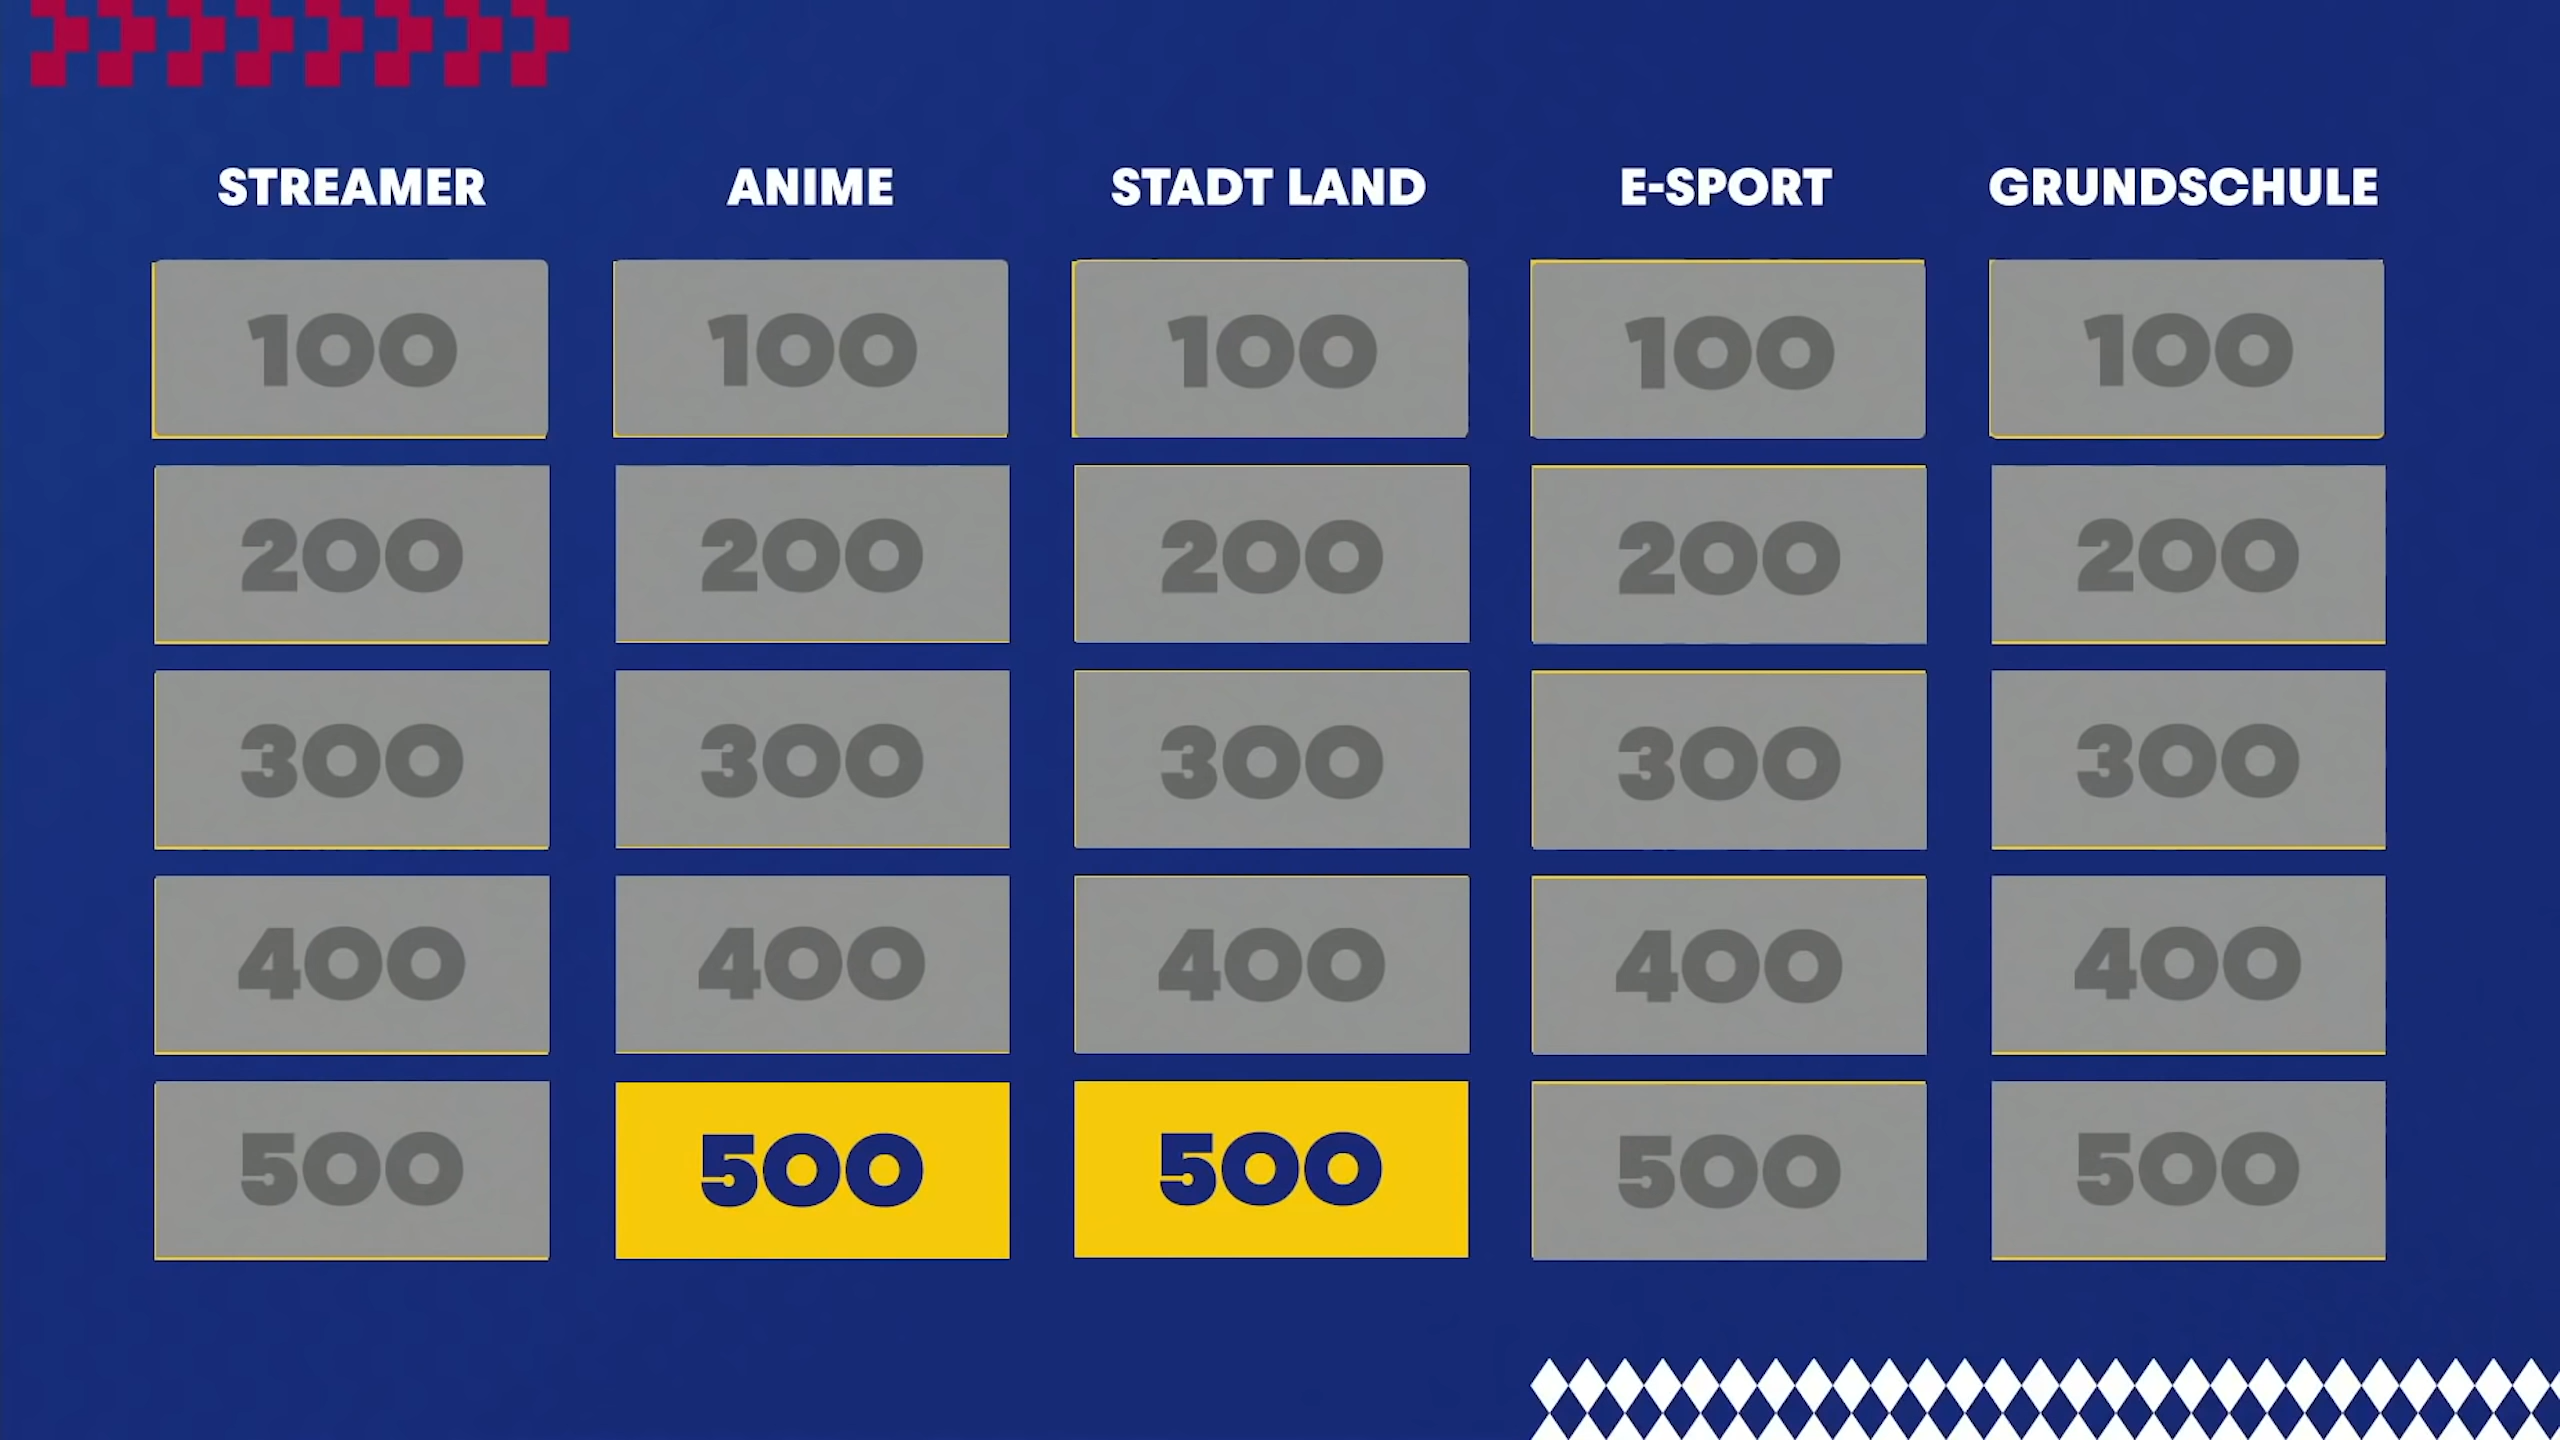 STREAMER ANIME STADT LAND E-SPORT GRUNDSCHULE
100 100 100 100 100
200 200 200 200 200
300 300 300 300 300
400 400 400 400 400
500 500 500 500 500